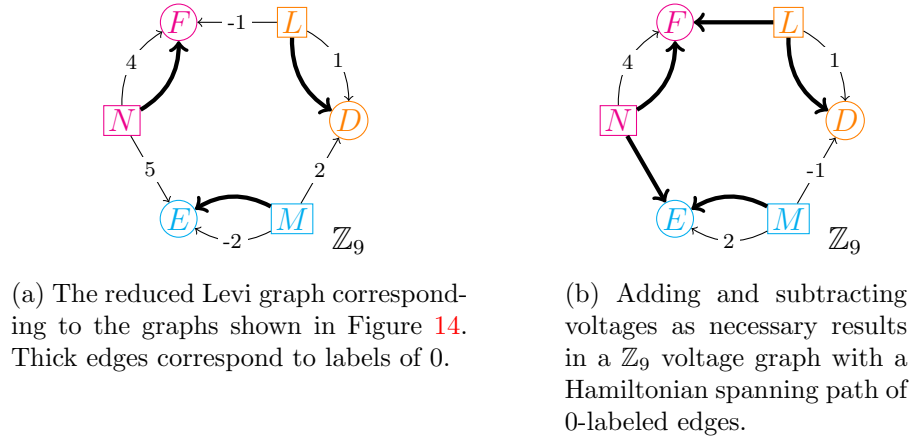 F -1 L
4 1
N D
5 2
E -2 M
ℤ9
(a) The reduced Levi graph correspond-
ing to the graphs shown in Figure 14.
Thick edges correspond to labels of 0.
F L
4 1
N D
-1
E 2 M
ℤ9
(b) Adding and subtracting
voltages as necessary results
in a ℤ9 voltage graph with a
Hamiltonian spanning path of
0-labeled edges.